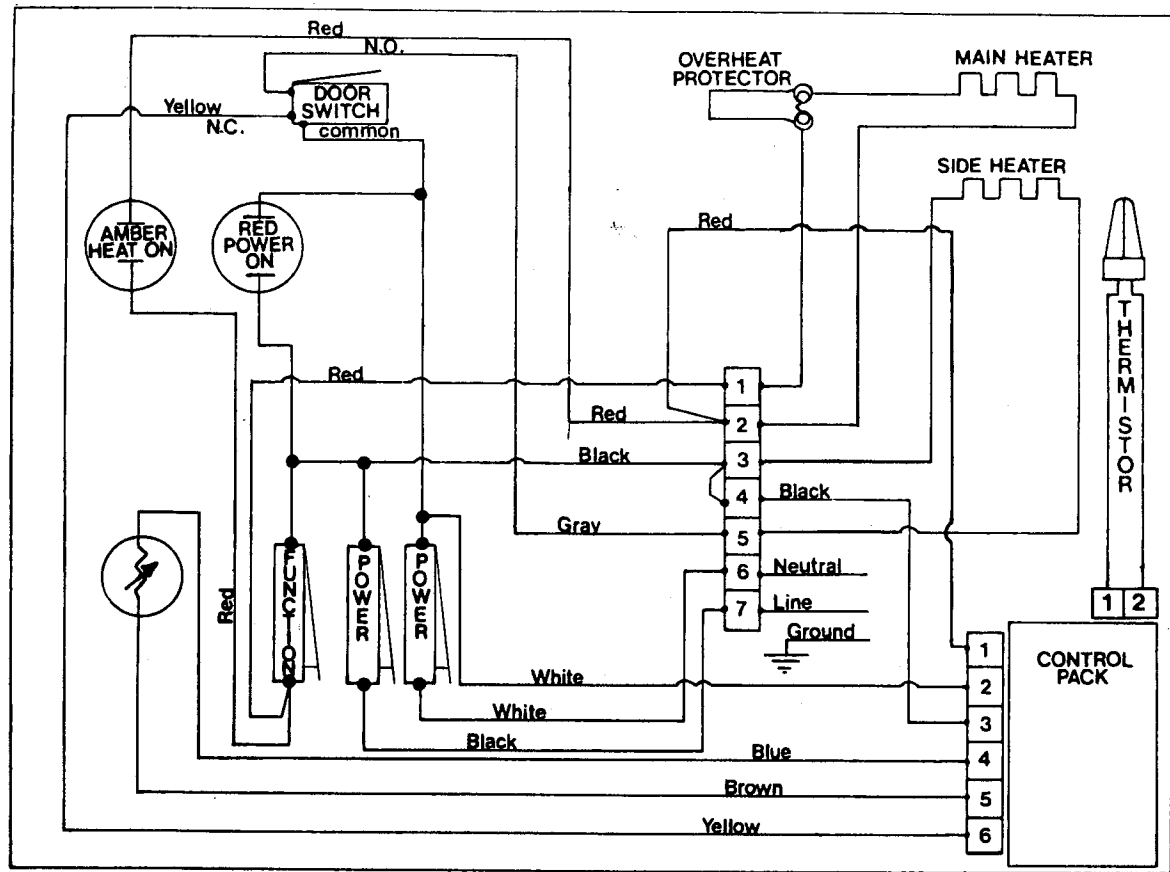 Red
N.O.
DOOR
SWITCH
Yellow
N.C.
common
OVERHEAT
PROTECTOR
MAIN HEATER
SIDE HEATER
AMBER
HEAT ON
RED
POWER
ON
Red
THERMISTOR
Red
1
Red
2
Black
3
4
Black
Gray
5
6
Neutral
7
Line
Ground
FUNCTION
POWER
POWER
Red
1 2
White
White
Black
Blue
Brown
Yellow
1
2
3
4
5
6
CONTROL
PACK